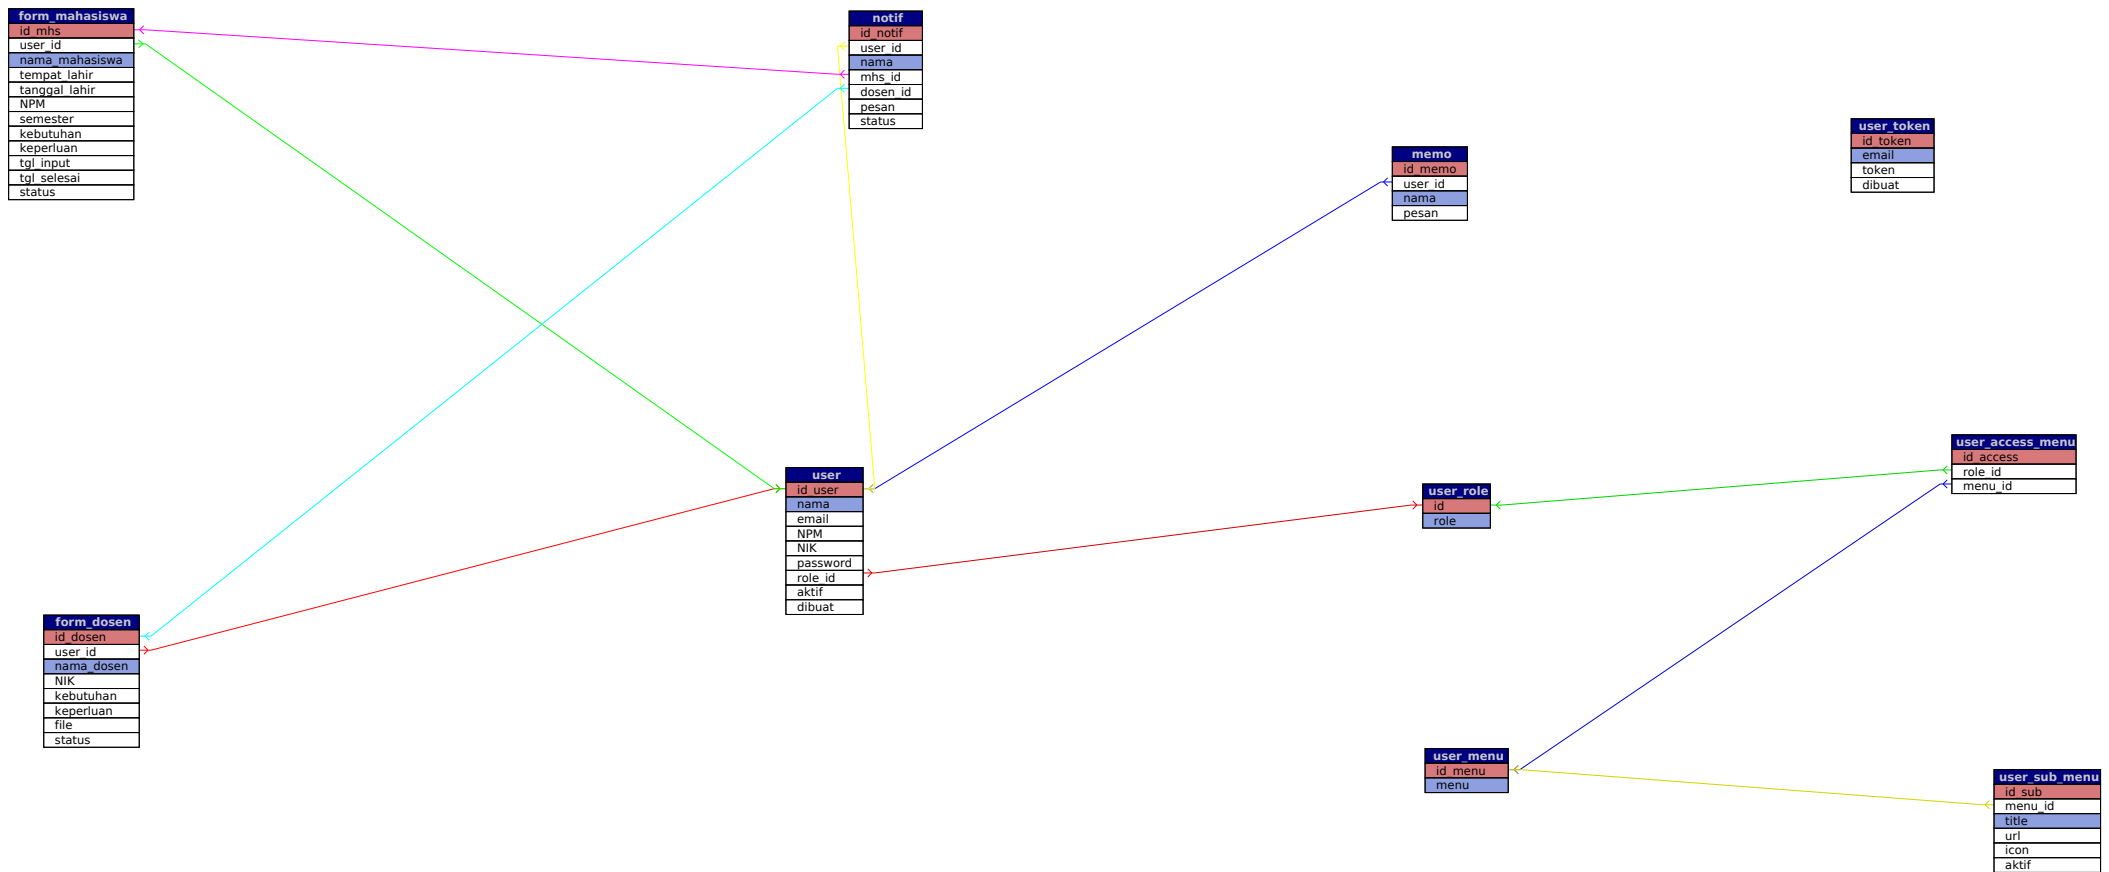 form_mahasiswa
id_mhs
user_id
nama_mahasiswa
tempat_lahir
tanggal_lahir
NPM
semester
kebutuhan
keperluan
tgl_input
tgl_selesai
status
notif
id_notif
user_id
nama
mhs_id
dosen_id
pesan
status
memo
id_memo
user_id
nama
pesan
user_token
id_token
email
token
dibuat
user
id_user
nama
email
NPM
NIK
password
role_id
aktif
dibuat
user_role
id
role
user_access_menu
id_access
role_id
menu_id
form_dosen
id_dosen
user_id
nama_dosen
NIK
kebutuhan
keperluan
file
status
user_menu
id_menu
menu
user_sub_menu
id_sub
menu_id
title
url
icon
aktif